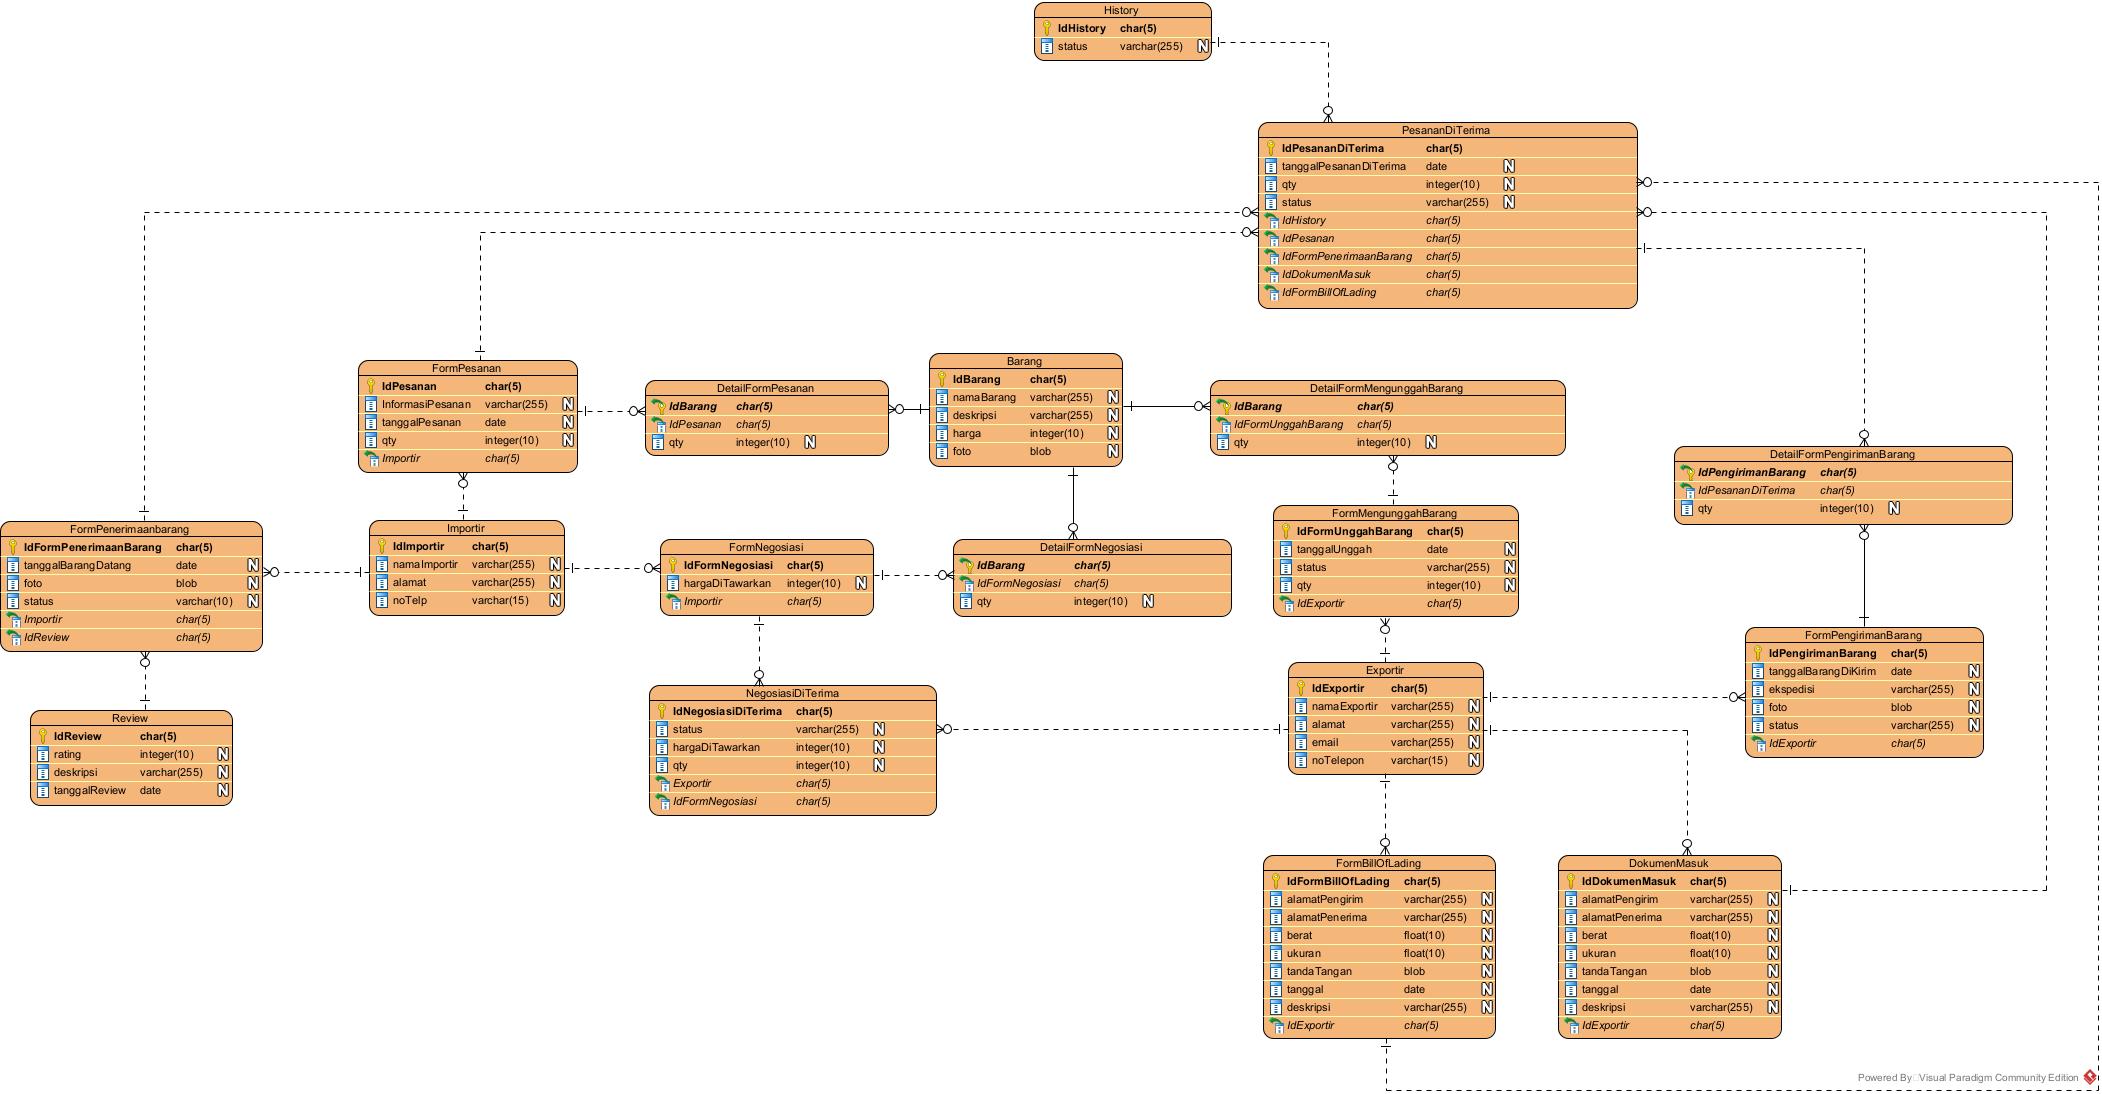 History
IdHistory char(5)
status varchar(255) N
PesananDiTerima
IdPesananDiTerima char(5)
tanggalPesananDiTerima date N
qty integer(10) N
status varchar(255) N
IdHistory char(5)
IdPesanan char(5)
IdFormPenerimaanBarang char(5)
IdDokumenMasuk char(5)
IdFormBillOfLading char(5)
FormPesanan
IdPesanan char(5)
InformasiPesanan varchar(255) N
tanggalPesanan date N
qty integer(10) N
Importir char(5)
DetailFormPesanan
IdBarang char(5)
IdPesanan char(5)
qty integer(10) N
Barang
IdBarang char(5)
namaBarang varchar(255) N
deskripsi varchar(255) N
harga integer(10) N
foto blob N
DetailFormMengunggahBarang
IdBarang char(5)
IdFormUnggahBarang char(5)
qty integer(10) N
DetailFormPengirimanBarang
IdPengirimanBarang char(5)
IdPesananDiTerima char(5)
qty integer(10) N
FormPenerimaanbarang
IdFormPenerimaanBarang char(5)
tanggalBarangDatang date N
foto blob N
status varchar(10) N
Importir char(5)
IdReview char(5)
Importir
IdImportir char(5)
namaImportir varchar(255) N
alamat varchar(255) N
noTelp varchar(15) N
FormNegosiasi
IdFormNegosiasi char(5)
hargaDiTawarkan integer(10) N
Importir char(5)
DetailFormNegosiasi
IdBarang char(5)
IdFormNegosiasi char(5)
qty integer(10) N
FormMengunggahBarang
IdFormUnggahBarang char(5)
tanggalUnggah date N
status varchar(255) N
qty integer(10) N
IdExportir char(5)
FormPengirimanBarang
IdPengirimanBarang char(5)
tanggalBarangDiKirim date N
ekspedisi varchar(255) N
foto blob N
status varchar(255) N
IdExportir char(5)
Review
IdReview char(5)
rating integer(10) N
deskripsi varchar(255) N
tanggalReview date N
NegosiasiDiTerima
IdNegosiasiDiTerima char(5)
status varchar(255) N
hargaDiTawarkan integer(10) N
qty integer(10) N
Exportir char(5)
IdFormNegosiasi char(5)
Exportir
IdExportir char(5)
namaExportir varchar(255) N
alamat varchar(255) N
email varchar(255) N
noTelepon varchar(15) N
FormBillOfLading
IdFormBillOfLading char(5)
alamatPengirim varchar(255) N
alamatPenerima varchar(255) N
berat float(10) N
ukuran float(10) N
tandaTangan blob N
tanggal date N
deskripsi varchar(255) N
IdExportir char(5)
DokumenMasuk
IdDokumenMasuk char(5)
alamatPengirim varchar(255) N
alamatPenerima varchar(255) N
berat float(10) N
ukuran float(10) N
tandaTangan blob N
tanggal date N
deskripsi varchar(255) N
IdExportir char(5)
Powered By Visual Paradigm Community Edition